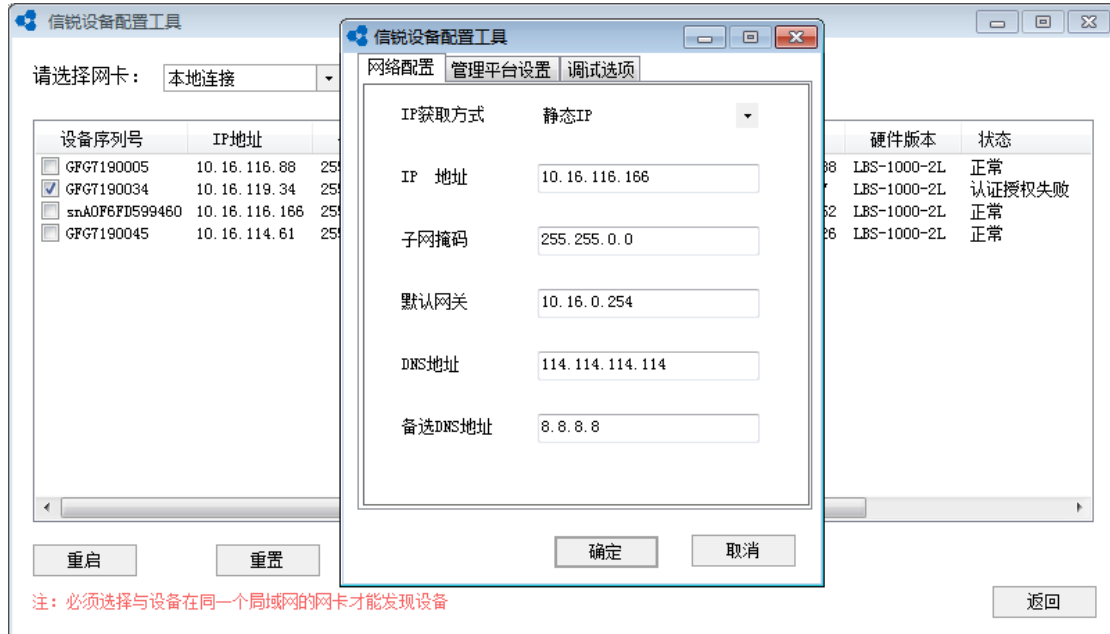 信锐设备配置工具
请选择网卡： 本地连接
设备序列号 IP地址 硬件版本 状态
GFG7190005 10.16.116.88 255 38 LBS-1000-2L 正常
GFG7190034 10.16.119.34 255 LBS-1000-2L 认证授权失败
snA0F6FD599460 10.16.116.166 255 52 LBS-1000-2L 正常
GFG7190045 10.16.114.61 255 26 LBS-1000-2L 正常
重启 重置
注：必须选择与设备在同一个局域网的网卡才能发现设备
返回
信锐设备配置工具
网络配置 管理平台设置 调试选项
IP获取方式 静态IP
IP 地址 10.16.116.166
子网掩码 255.255.0.0
默认网关 10.16.0.254
DNS地址 114.114.114.114
备选DNS地址 8.8.8.8
确定 取消